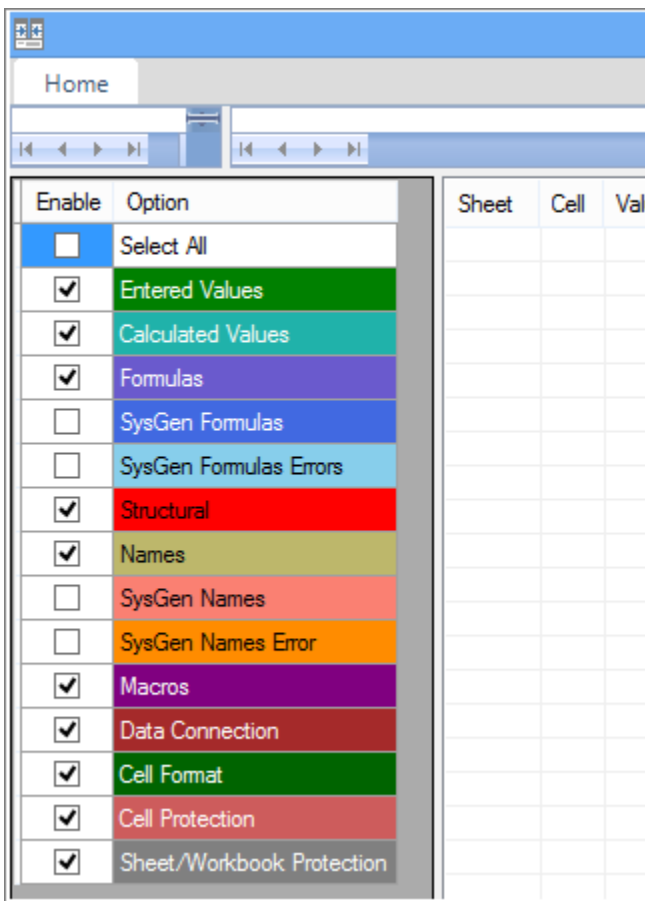 Home
Enable Option Sheet Cell
Select All
Entered Values
Calculated Values
Formulas
SysGen Formulas
SysGen Formulas Errors
Structural
Names
SysGen Names
SysGen Names Error
Macros
Data Connection
Cell Format
Cell Protection
Sheet/Workbook Protection